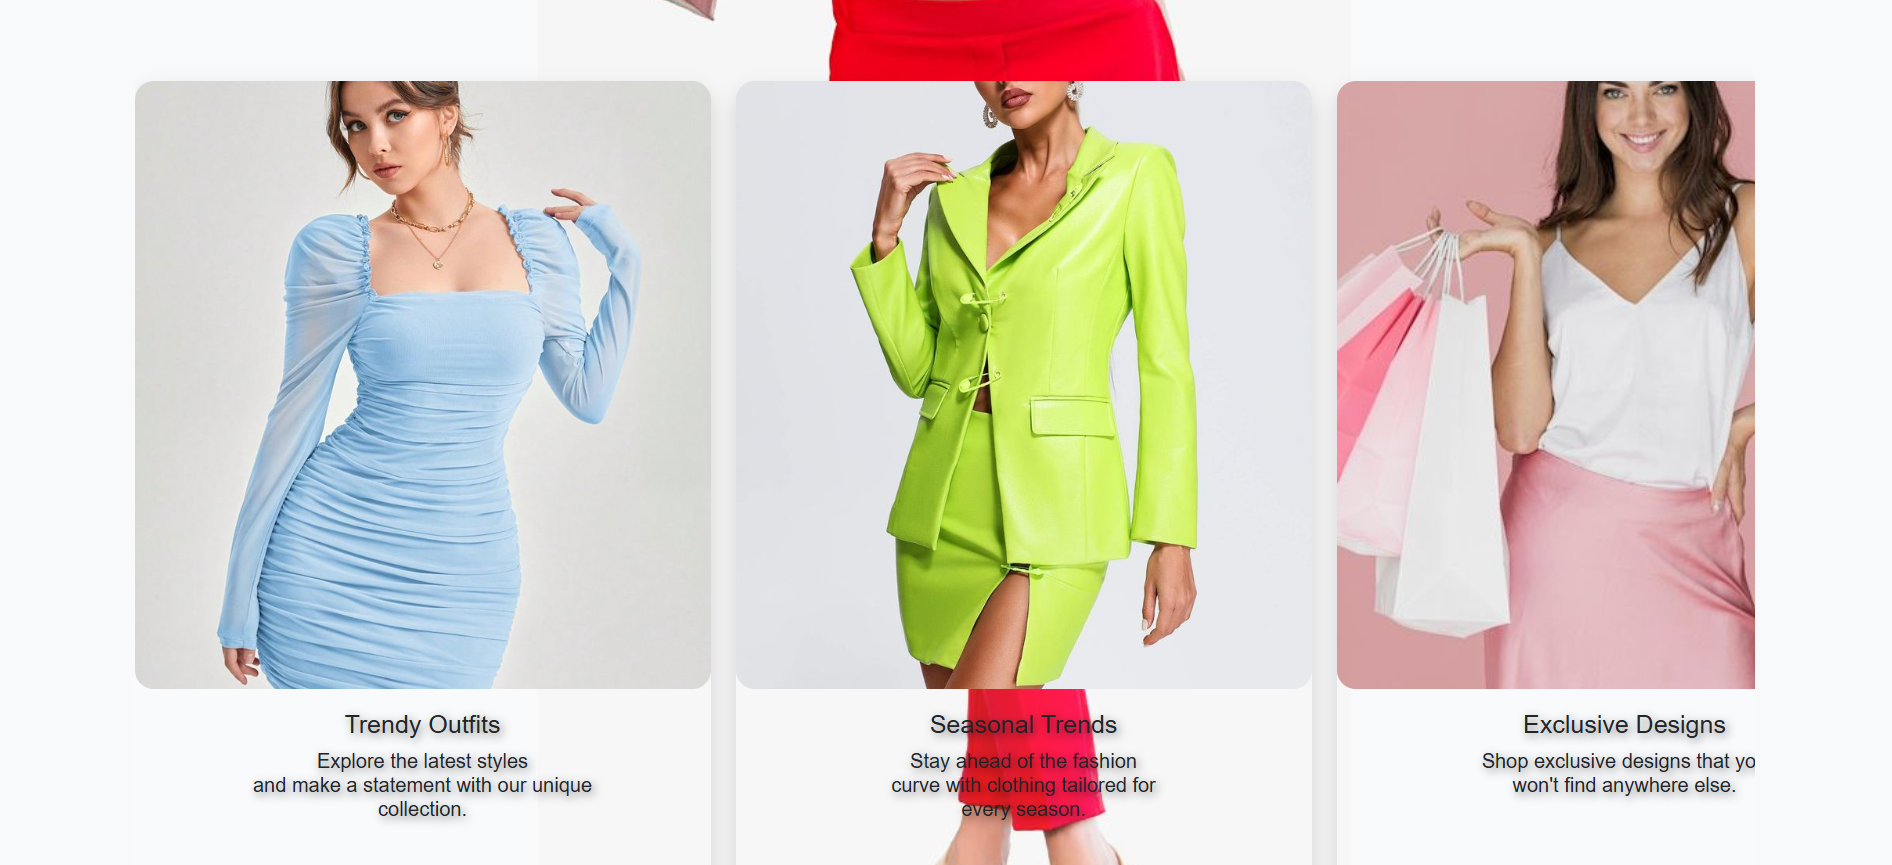 Trendy Outfits
Explore the latest styles
and make a statement with our unique
collection.
Seasonal Trends
Stay ahead of the fashion
curve with clothing tailored for
every season.
Exclusive Designs
Shop exclusive designs that yo
won't find anywhere else.